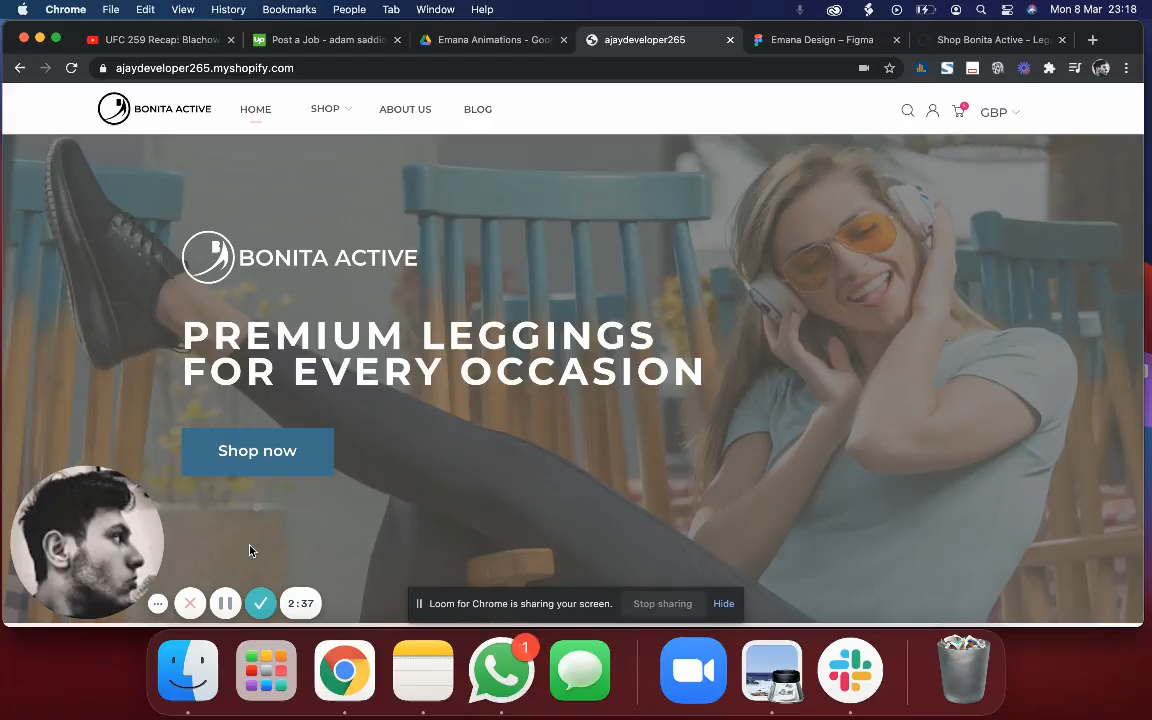 Chrome File Edit View History Bookmarks People Tab Window Help Mon 8 Mar 23:18
UFC 259 Recap: Blachow Post a Job - adam saddi Emana Animations - Goo ajaydeveloper265 Emana Design – Figma Shop Bonita Active – Leg
ajaydeveloper265.myshopify.com
BONITA ACTIVE HOME SHOP ABOUT US BLOG GBP
BONITA ACTIVE
PREMIUM LEGGINGS
FOR EVERY OCCASION
Shop now
2:37 Loom for Chrome is sharing your screen. Stop sharing Hide
1